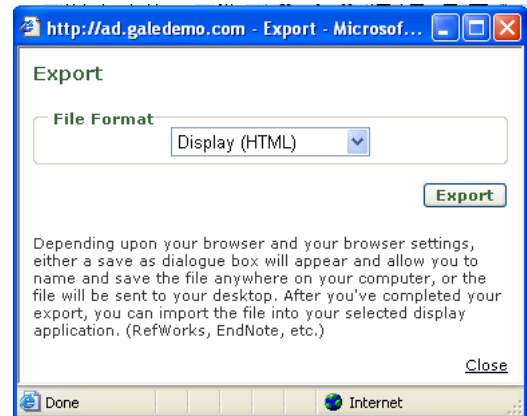 http://ad.galedemo.com - Export - Microsof...
Export
File Format
Display (HTML)
Export
Depending upon your browser and your browser settings,
either a save as dialogue box will appear and allow you to
name and save the file anywhere on your computer, or the
file will be sent to your desktop. After you've completed your
export, you can import the file into your selected display
application. (RefWorks, EndNote, etc.)
Close
Done
Internet